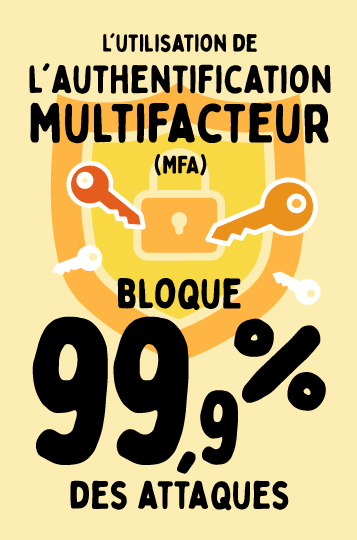 L'UTILISATION DE
L'AUTHENTIFICATION
MULTIFACTEUR
(MFA)
BLOQUE
99,9%
DES ATTAQUES